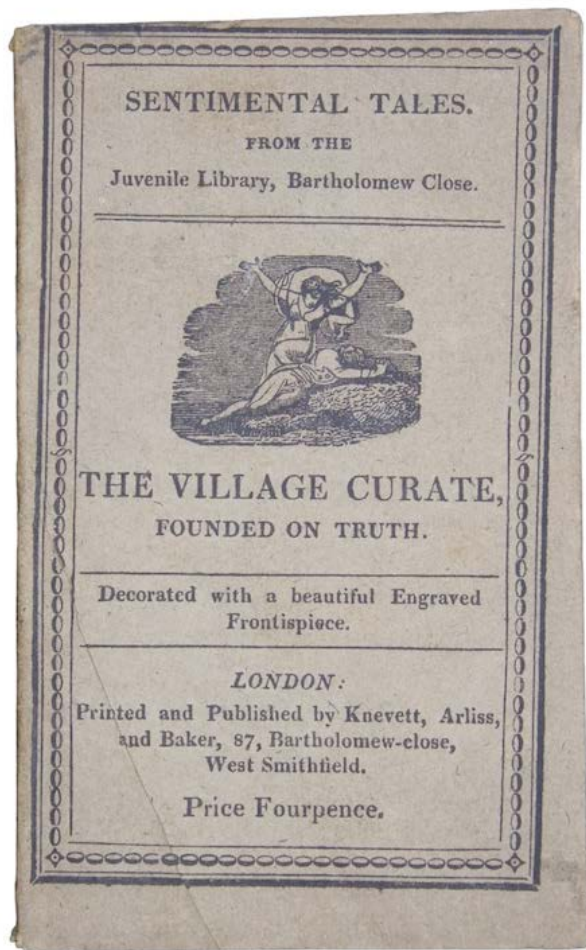 SENTIMENTAL TALES.
FROM THE
Juvenile Library, Bartholomew Close.
THE VILLAGE CURATE,
FOUNDED ON TRUTH.
Decorated with a beautiful Engraved
Frontispiece.
LONDON:
Printed and Published by Knevett, Arliss,
and Baker, 87, Bartholomew-close,
West Smithfield.
Price Fourpence.